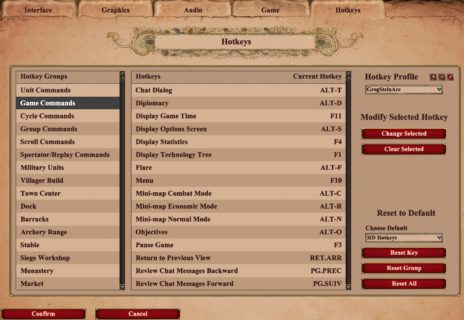 Interface Graphics Audio Game Hotkeys
Hotkeys
Hotkey Groups
Unit Commands
Game Commands
Cycle Commands
Group Commands
Scroll Commands
Spectator/Replay Commands
Military Units
Villager Build
Town Center
Dock
Barracks
Archery Range
Stable
Siege Workshop
Monastery
Market
Hotkeys Current Hotkey
Chat Dialog ALT-T
Diplomacy ALT-D
Display Game Time F11
Display Options Screen ALT-S
Display Statistics F4
Display Technology Tree F1
Flare ALT-F
Menu F10
Mini-map Combat Mode ALT-C
Mini-map Economic Mode ALT-R
Mini-map Normal Mode ALT-N
Objectives ALT-O
Pause Game F3
Return to Previous View RET.ARR
Review Chat Messages Backward PG.PREC
Review Chat Messages Forward PG.SUIV
Hotkey Profile
GregSteinAcc
Modify Selected Hotkey
Change Selected
Clear Selected
Reset to Default
Choose Default
HD Hotkeys
Reset Key
Reset Group
Reset All
Confirm Cancel